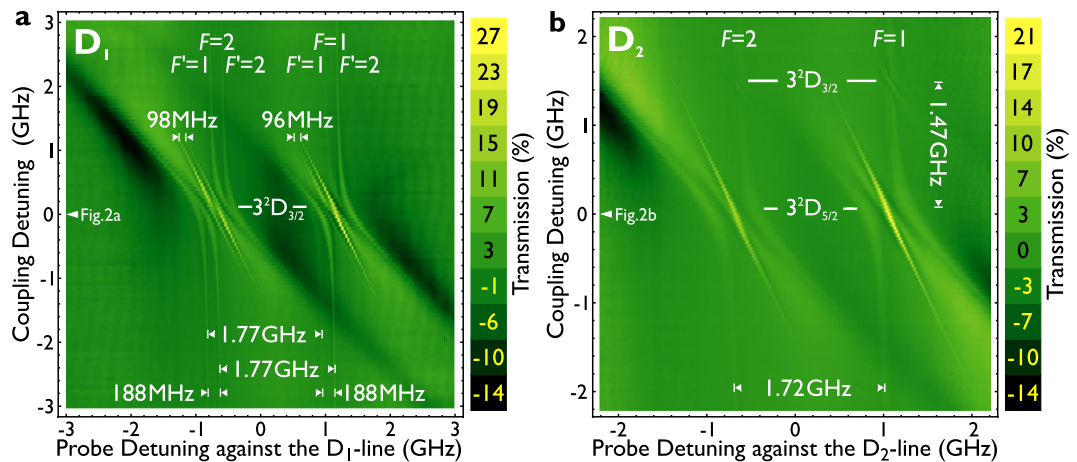 a
D1
F=2 F=1
F'=1 F'=2 F'=1 F'=2
98MHz 96MHz
3²D3/2
Fig.2a
1.77GHz
1.77GHz
188MHz 188MHz
3
2
1
0
-1
-2
-3
Coupling Detuning (GHz)
-3 -2 -1 0 1 2 3
Probe Detuning against the D1-line (GHz)
27
23
19
15
11
7
3
-1
-6
-10
-14
Transmission (%)
b
D2
F=2 F=1
3²D3/2
1.47GHz
3²D5/2
Fig.2b
1.72GHz
2
1
0
-1
-2
Coupling Detuning (GHz)
-2 -1 0 1 2
Probe Detuning against the D2-line (GHz)
21
17
14
10
7
3
0
-3
-7
-10
-14
Transmission (%)